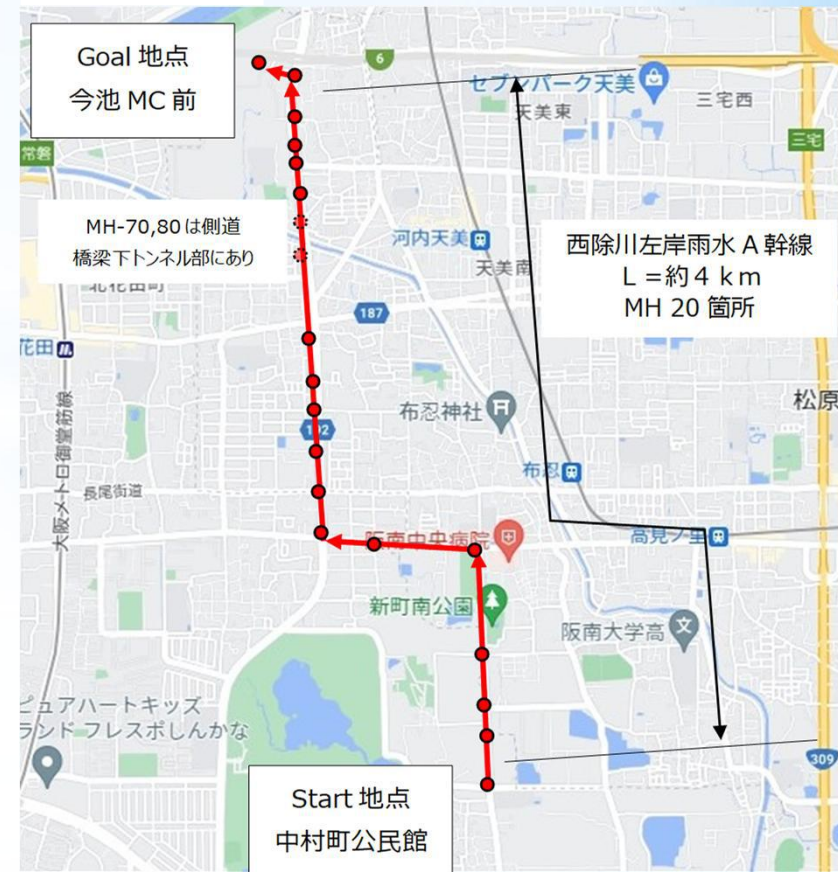 Goal 地点
今池 MC 前
6
セブンパーク天美
天美東
三宅西
三宅
常磐
MH-70,80 は側道
橋梁下トンネル部にあり
北花田町
河内天美
天美南
西除川左岸雨水 A 幹線
L =約 4 km
MH 20 箇所
187
花田
布忍神社
松原
大阪メトロ御堂筋線
布忍
長尾街道
阪南中央病院
高見ノ里
新町南公園
阪南大学高
ピュアハートキッズ
ランド フレスポしんかな
309
Start 地点
中村町公民館